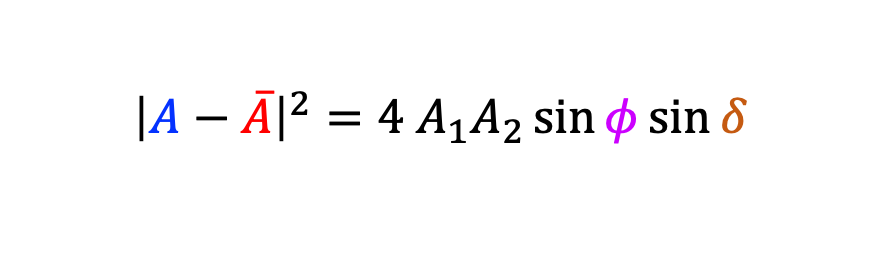 |A − Ā|² = 4 A₁A₂ sin ϕ sin δ